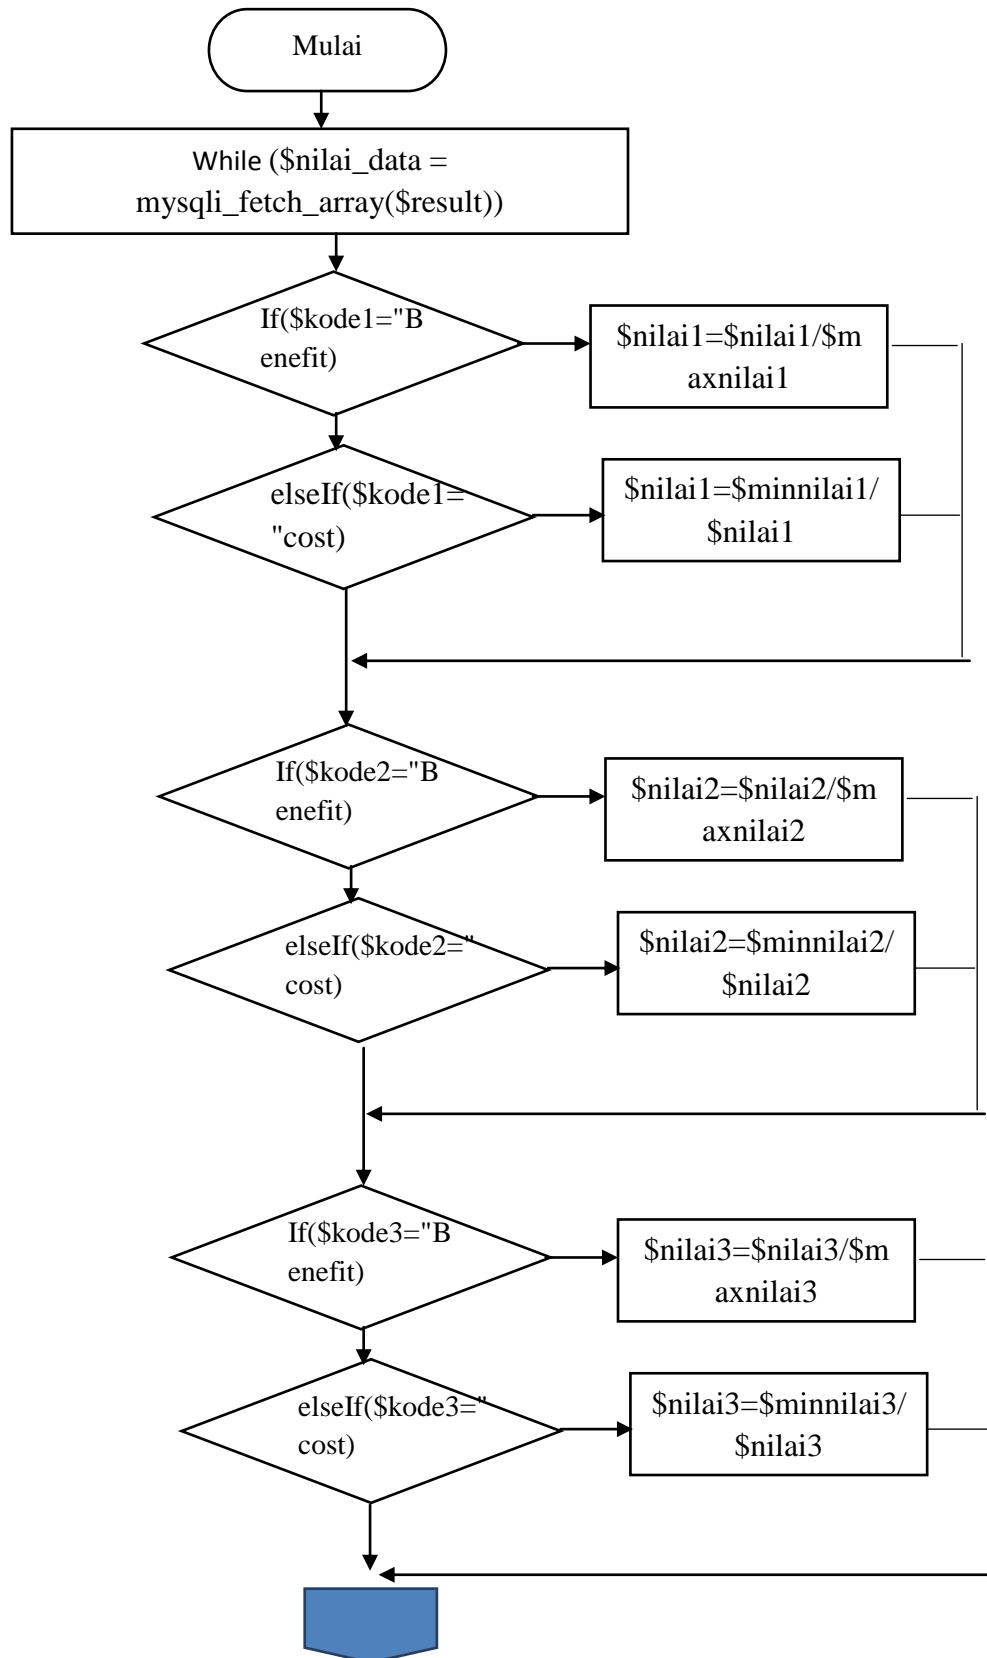 Mulai
While ($nilai_data =
mysqli_fetch_array($result))
If($kode1="B
enefit)
$nilai1=$nilai1/$m
axnilai1
elseIf($kode1=
"cost)
$nilai1=$minnilai1/
$nilai1
If($kode2="B
enefit)
$nilai2=$nilai2/$m
axnilai2
elseIf($kode2="
cost)
$nilai2=$minnilai2/
$nilai2
If($kode3="B
enefit)
$nilai3=$nilai3/$m
axnilai3
elseIf($kode3="
cost)
$nilai3=$minnilai3/
$nilai3